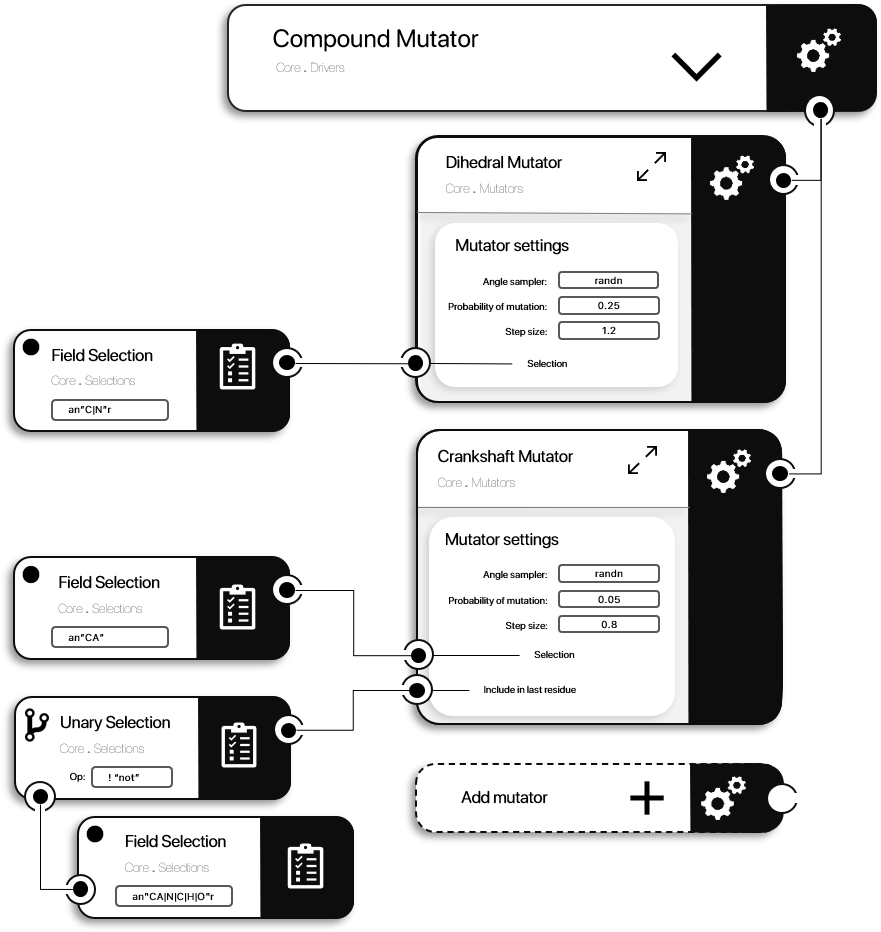 Compound Mutator
Core . Drivers
Dihedral Mutator
Core . Mutators
Mutator settings
Angle sampler: randn
Probability of mutation: 0.25
Step size: 1.2
Selection
Field Selection
Core . Selections
an"C|N"r
Crankshaft Mutator
Core . Mutators
Mutator settings
Angle sampler: randn
Probability of mutation: 0.05
Step size: 0.8
Selection
Include in last residue
Field Selection
Core . Selections
an"CA"
Unary Selection
Core . Selections
Op: ! "not"
Field Selection
Core . Selections
an"CA|N|C|H|O"r
Add mutator